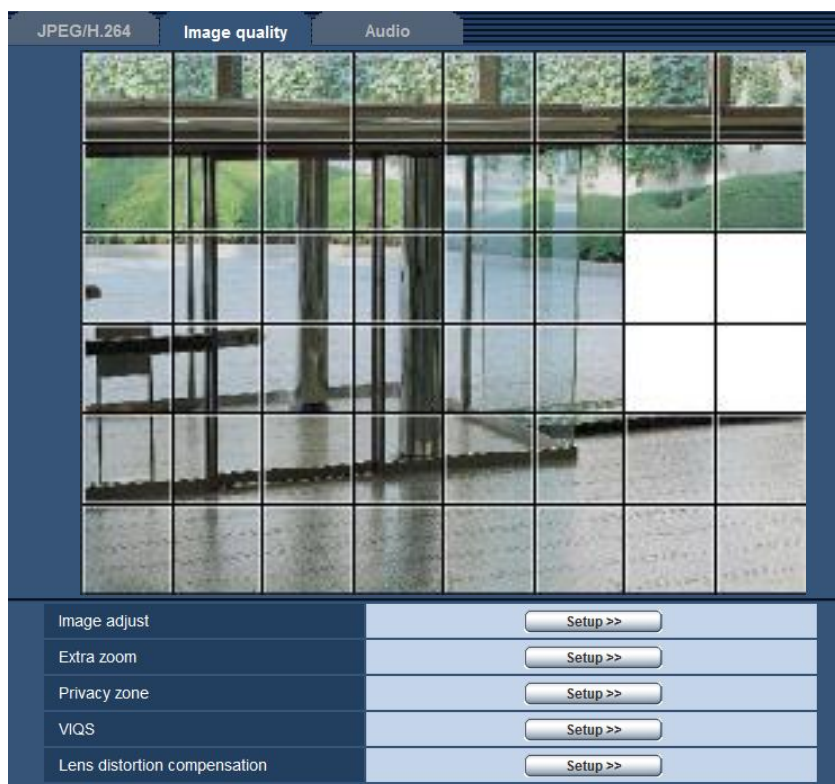 JPEG/H.264 Image quality Audio
Image adjust Setup >>
Extra zoom Setup >>
Privacy zone Setup >>
VIQS Setup >>
Lens distortion compensation Setup >>